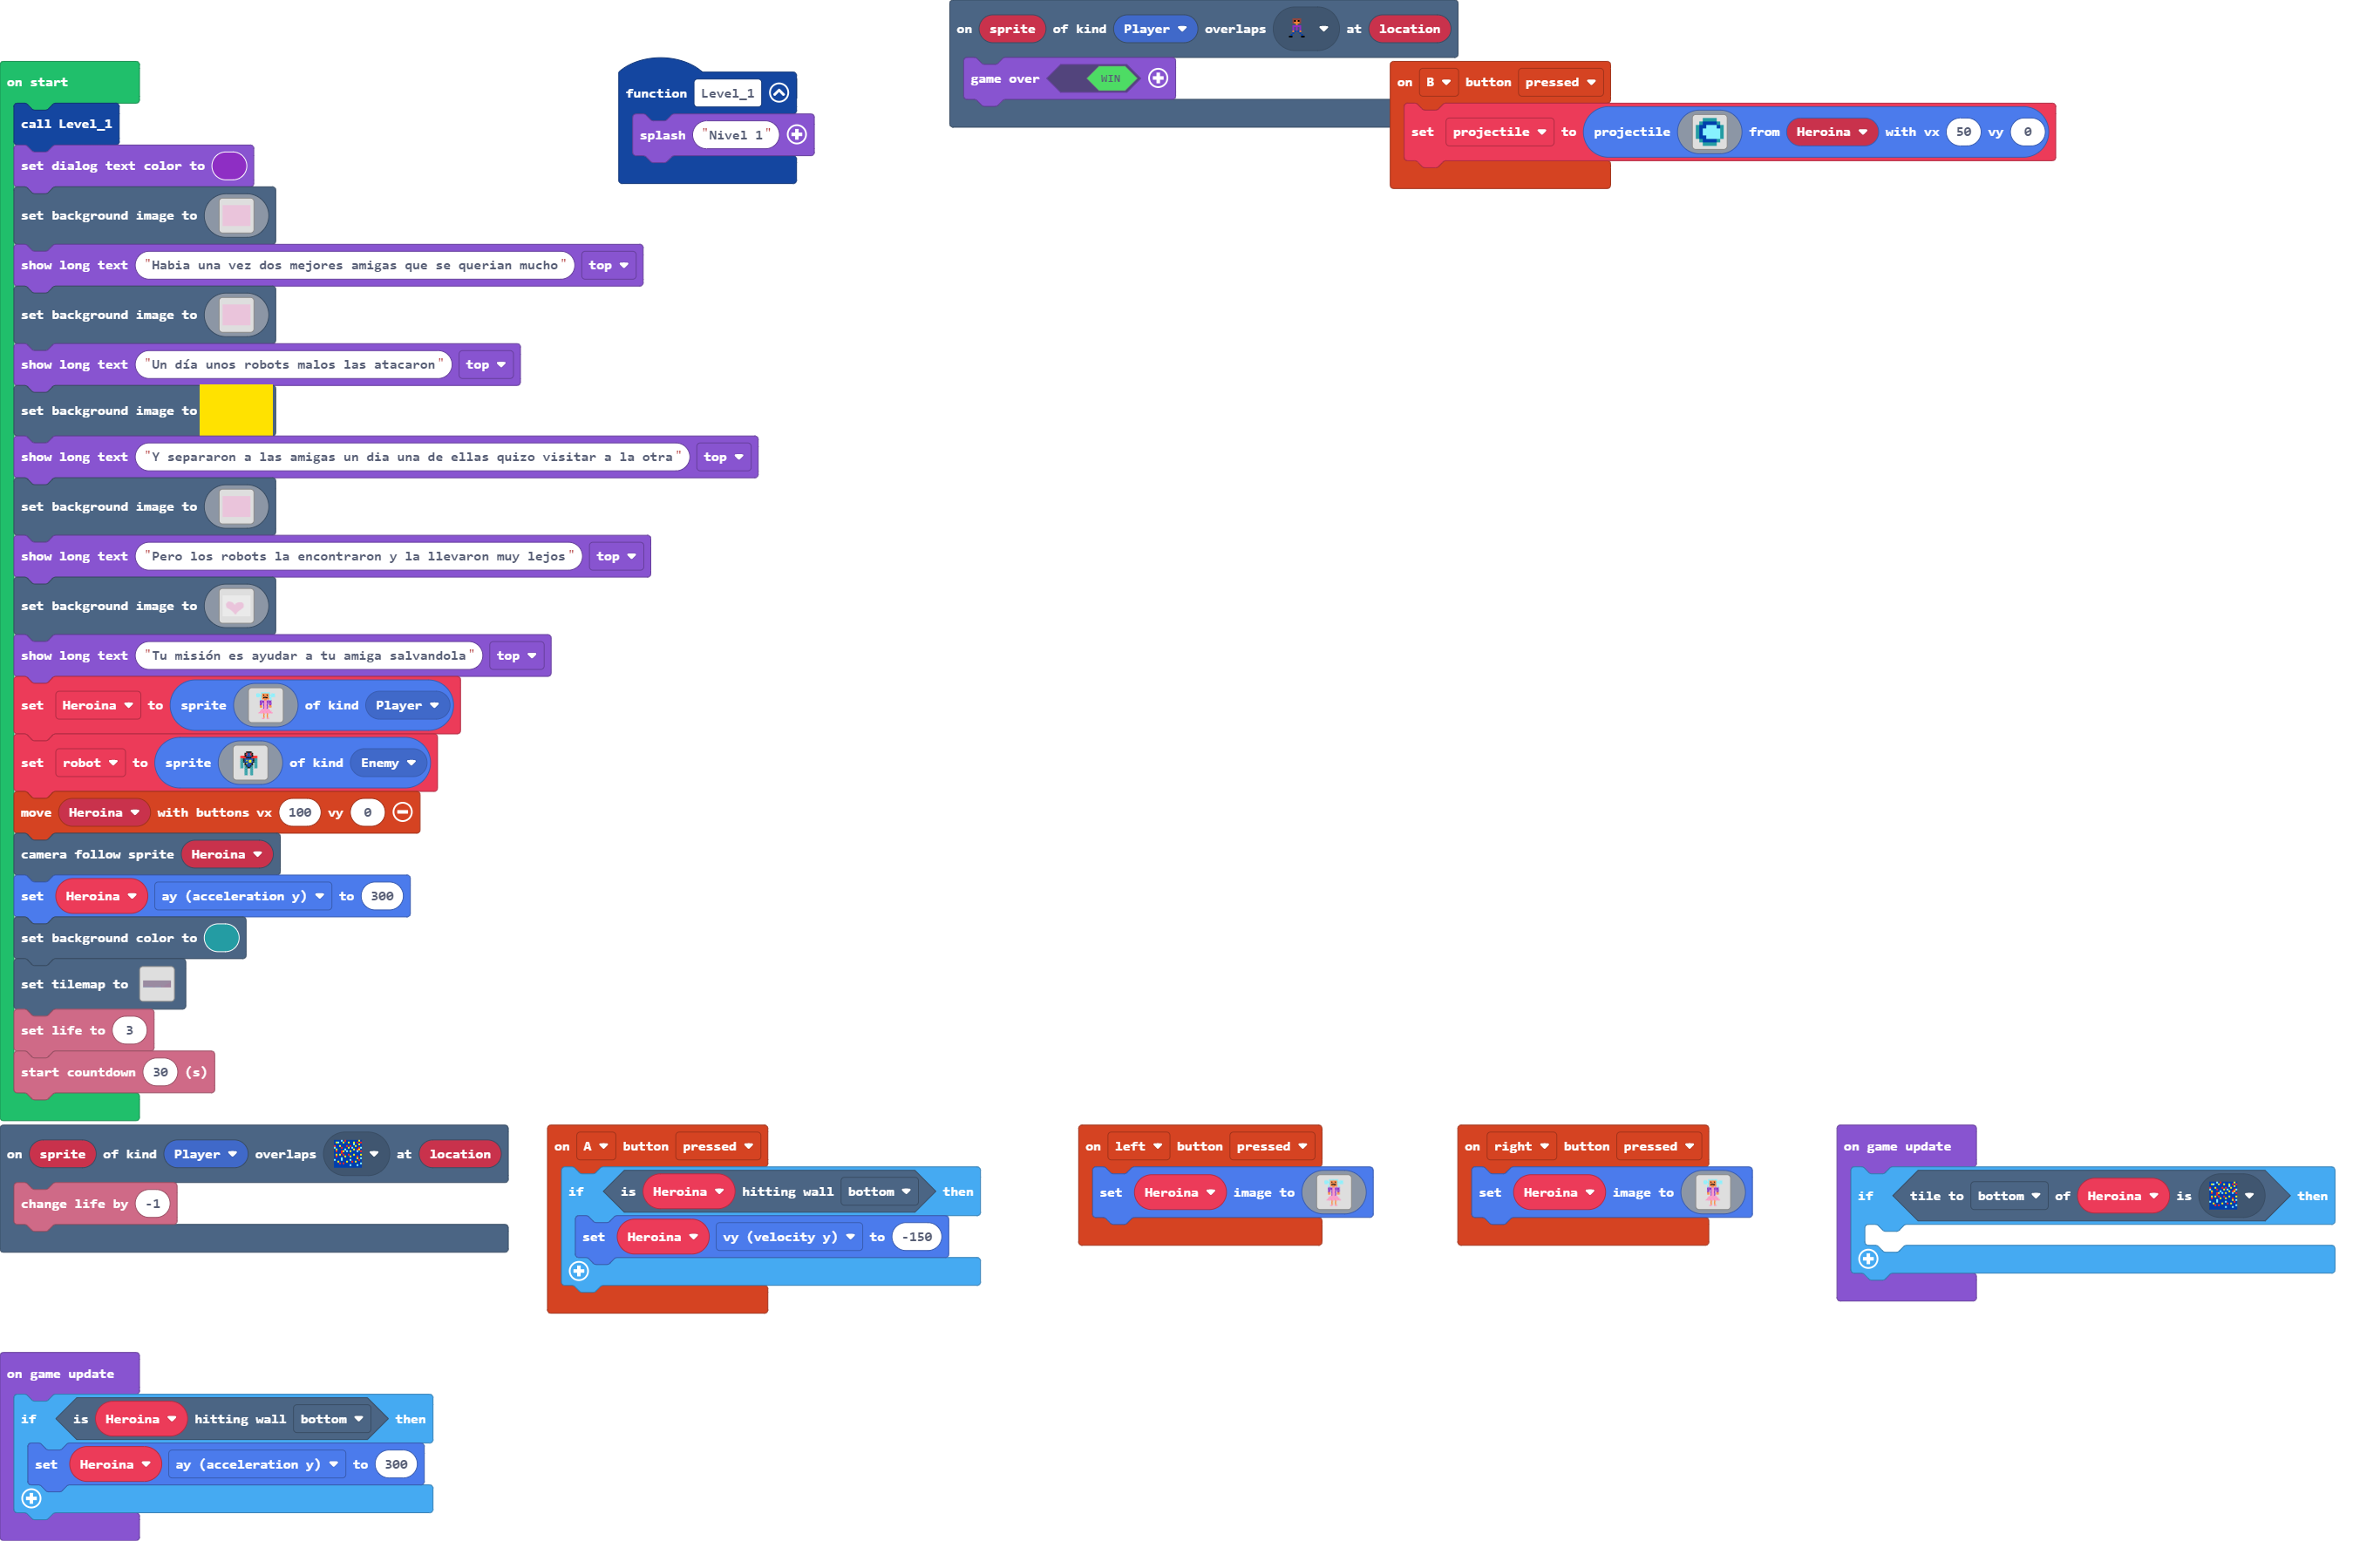 on sprite of kind Player overlaps at location
game over WIN
on start
call Level_1
set dialog text color to
set background image to
show long text "Habia una vez dos mejores amigas que se querian mucho" top
set background image to
show long text "Un día unos robots malos las atacaron" top
set background image to
show long text "Y separaron a las amigas un dia una de ellas quizo visitar a la otra" top
set background image to
show long text "Pero los robots la encontraron y la llevaron muy lejos" top
set background image to
show long text "Tu misión es ayudar a tu amiga salvandola" top
set Heroina to sprite of kind Player
set robot to sprite of kind Enemy
move Heroina with buttons vx 100 vy 0
camera follow sprite Heroina
set Heroina ay (acceleration y) to 300
set background color to
set tilemap to
set life to 3
start countdown 30 (s)
function Level_1
splash "Nivel 1"
on B button pressed
set projectile to projectile from Heroina with vx 50 vy 0
on sprite of kind Player overlaps at location
change life by -1
on A button pressed
if is Heroina hitting wall bottom then
set Heroina vy (velocity y) to -150
on left button pressed
set Heroina image to
on right button pressed
set Heroina image to
on game update
if tile to bottom of Heroina is then
on game update
if is Heroina hitting wall bottom then
set Heroina ay (acceleration y) to 300